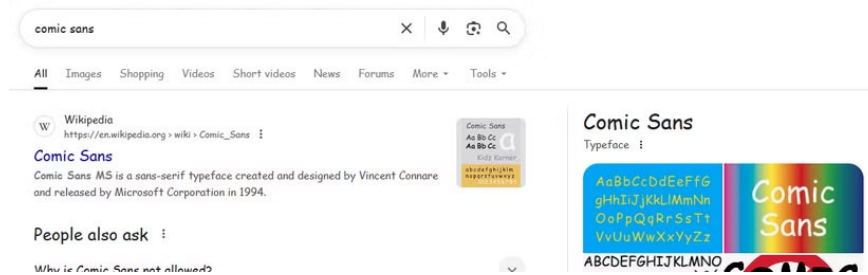 comic sans
All Images Shopping Videos Short videos News Forums More Tools
W
Wikipedia
https://en.wikipedia.org › wiki › Comic_Sans
Comic Sans
Comic Sans MS is a sans-serif typeface created and designed by Vincent Connare
and released by Microsoft Corporation in 1994.
Comic Sans
Aa Bb Cc
Aa Bb Cc
a
Kidz Korner
abcdefghijklm
nopqrstuvwxyz
People also ask
Why is Comic Sans not allowed?
Comic Sans
Typeface
AaBbCcDdEeFfG
gHhIiJjKkLlMmNn
OoPpQqRrSsTt
VvUuWwXxYyZz
Comic
Sans
ABCDEFGHIJKLMNO